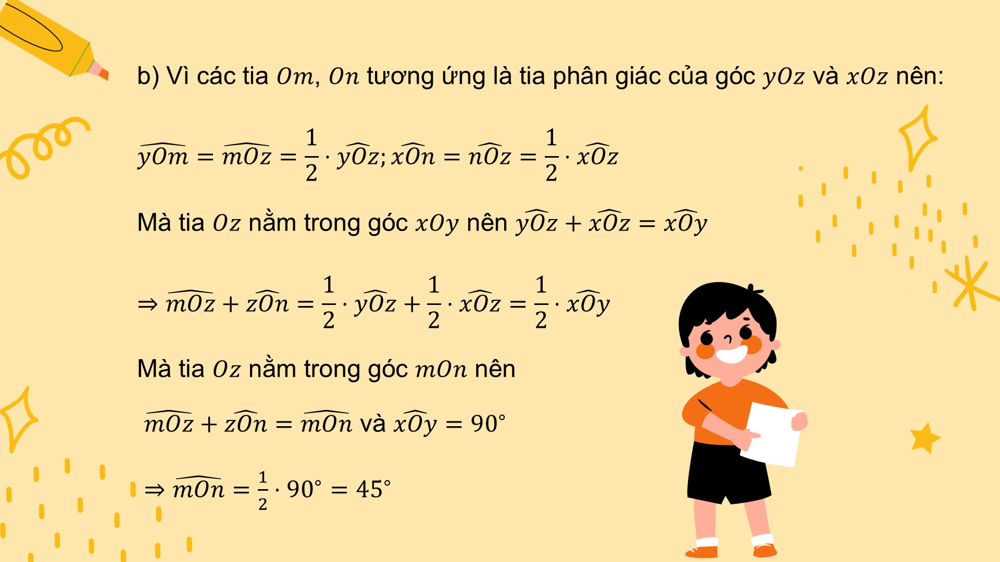 b) Vì các tia 𝑂𝑚, 𝑂𝑛 tương ứng là tia phân giác của góc 𝑦𝑂𝑧 và 𝑥𝑂𝑧 nên:
$\widehat{yOm} = \widehat{mOz} = \frac{1}{2} \cdot \widehat{yOz}; \widehat{xOn} = \widehat{nOz} = \frac{1}{2} \cdot \widehat{xOz}$
Mà tia 𝑂𝑧 nằm trong góc 𝑥𝑂𝑦 nên $\widehat{yOz} + \widehat{xOz} = \widehat{xOy}$
$\Rightarrow \widehat{mOz} + \widehat{zOn} = \frac{1}{2} \cdot \widehat{yOz} + \frac{1}{2} \cdot \widehat{xOz} = \frac{1}{2} \cdot \widehat{xOy}$
Mà tia 𝑂𝑧 nằm trong góc 𝑚𝑂𝑛 nên
$\widehat{mOz} + \widehat{zOn} = \widehat{mOn}$ và $\widehat{xOy} = 90^\circ$
$\Rightarrow \widehat{mOn} = \frac{1}{2} \cdot 90^\circ = 45^\circ$